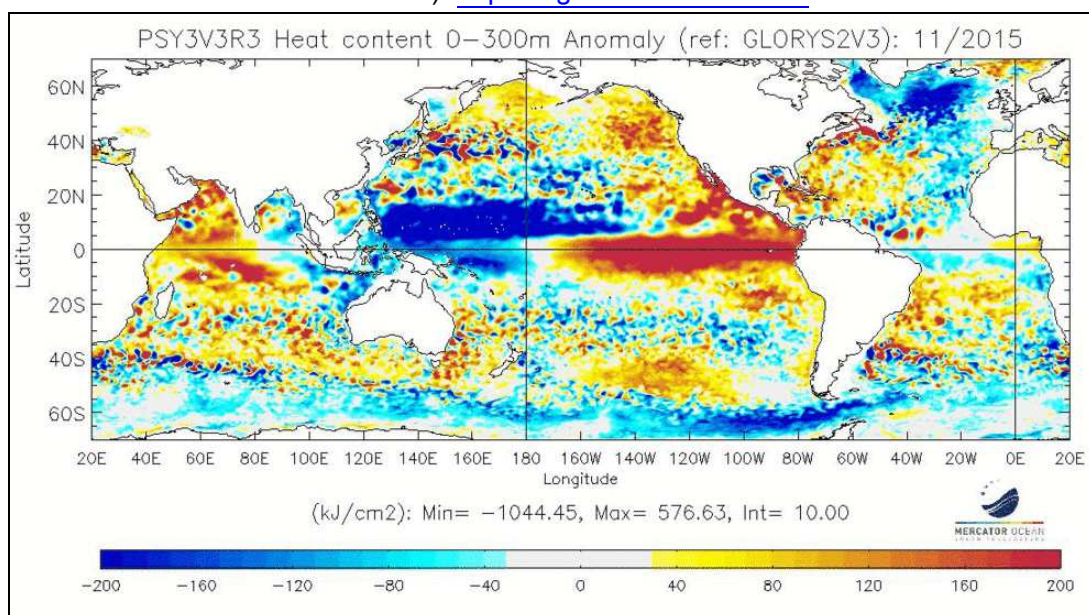 PSY3V3R3 Heat content 0-300m Anomaly (ref: GLORYS2V3): 11/2015
60N
40N
20N
0
20S
40S
60S
Latitude
20E 40E 60E 80E 100E 120E 140E 160E 180 160W 140W 120W 100W 80W 60W 40W 20W 0E 20E
Longitude
(kJ/cm2): Min= -1044.45, Max= 576.63, Int= 10.00
MERCATOR OCEAN
-200 -160 -120 -80 -40 0 40 80 120 160 200